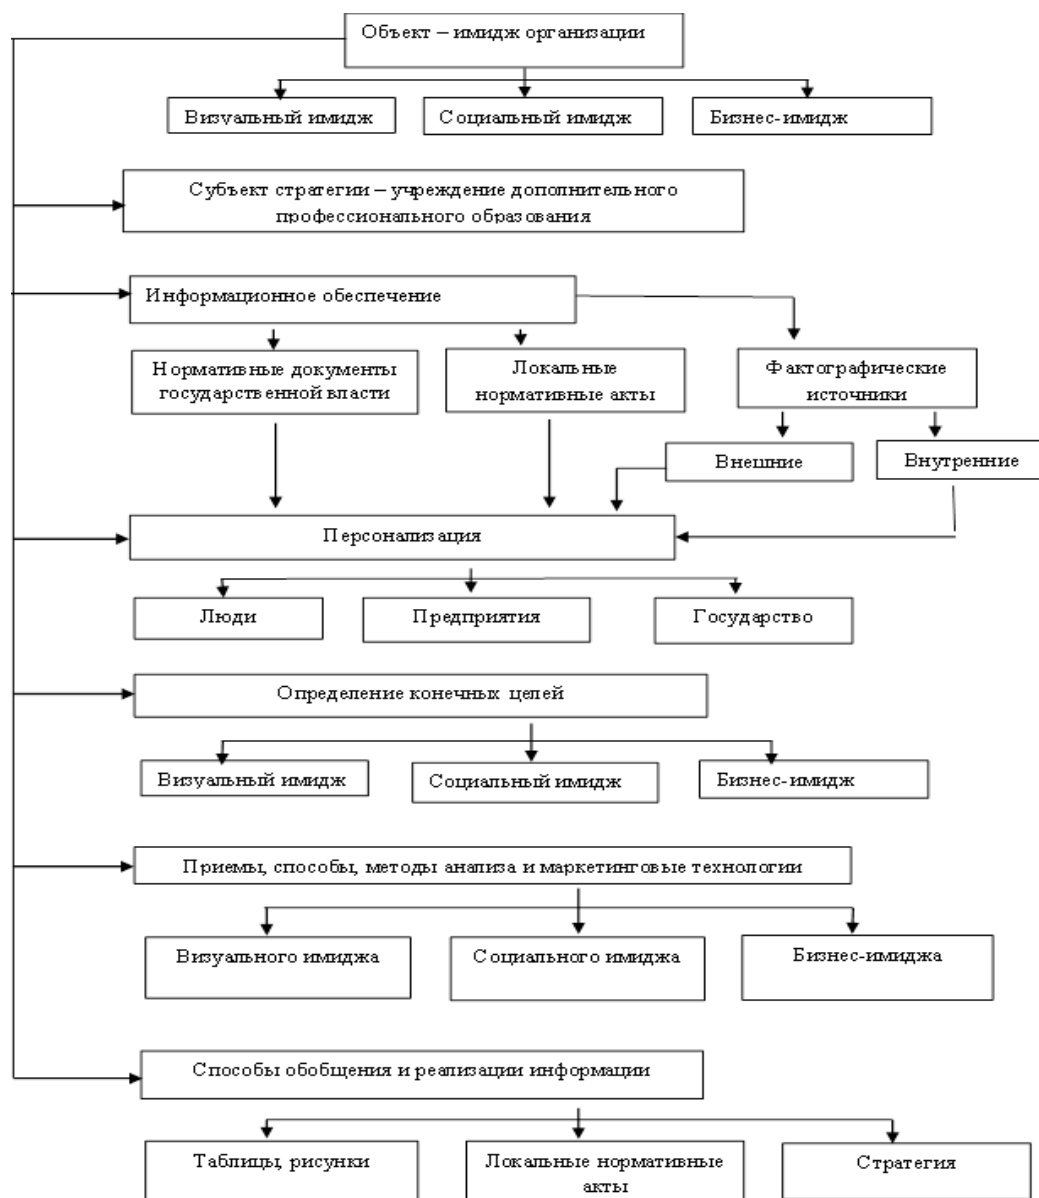 Объект – имидж организации
Визуальный имидж
Социальный имидж
Бизнес-имидж
Субъект стратегии – учреждение дополнительного
профессионального образования
Информационное обеспечение
Нормативные документы
государственной власти
Локальные
нормативные акты
Фактографические
источники
Внешние
Внутренние
Персонализация
Люди
Предприятия
Государство
Определение конечных целей
Визуальный имидж
Социальный имидж
Бизнес-имидж
Приемы, способы, методы анализа и маркетинговые технологии
Визуального имиджа
Социального имиджа
Бизнес-имиджа
Способы обобщения и реализации информации
Таблицы, рисунки
Локальные нормативные
акты
Стратегия